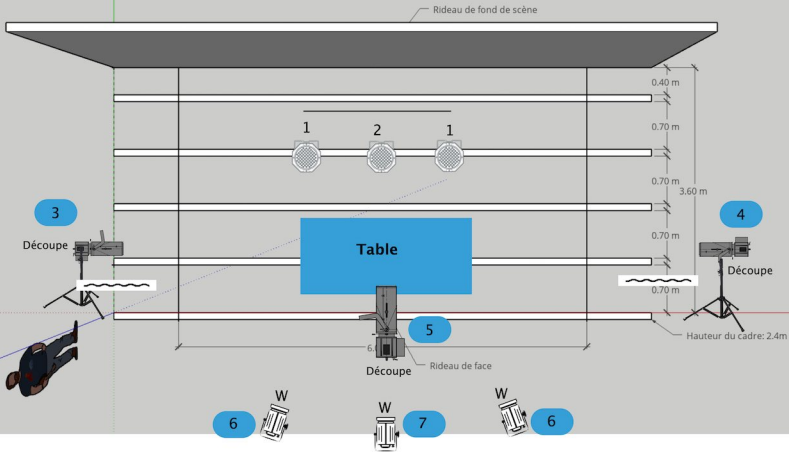 Rideau de fond de scène
0.40 m
0.70 m
1 2 1
0.70 m
3.60 m
3
4
Découpe
Table
0.70 m
Découpe
0.70 m
5
Hauteur du cadre: 2.4m
Rideau de face
Découpe
W
W
W
6
7
6